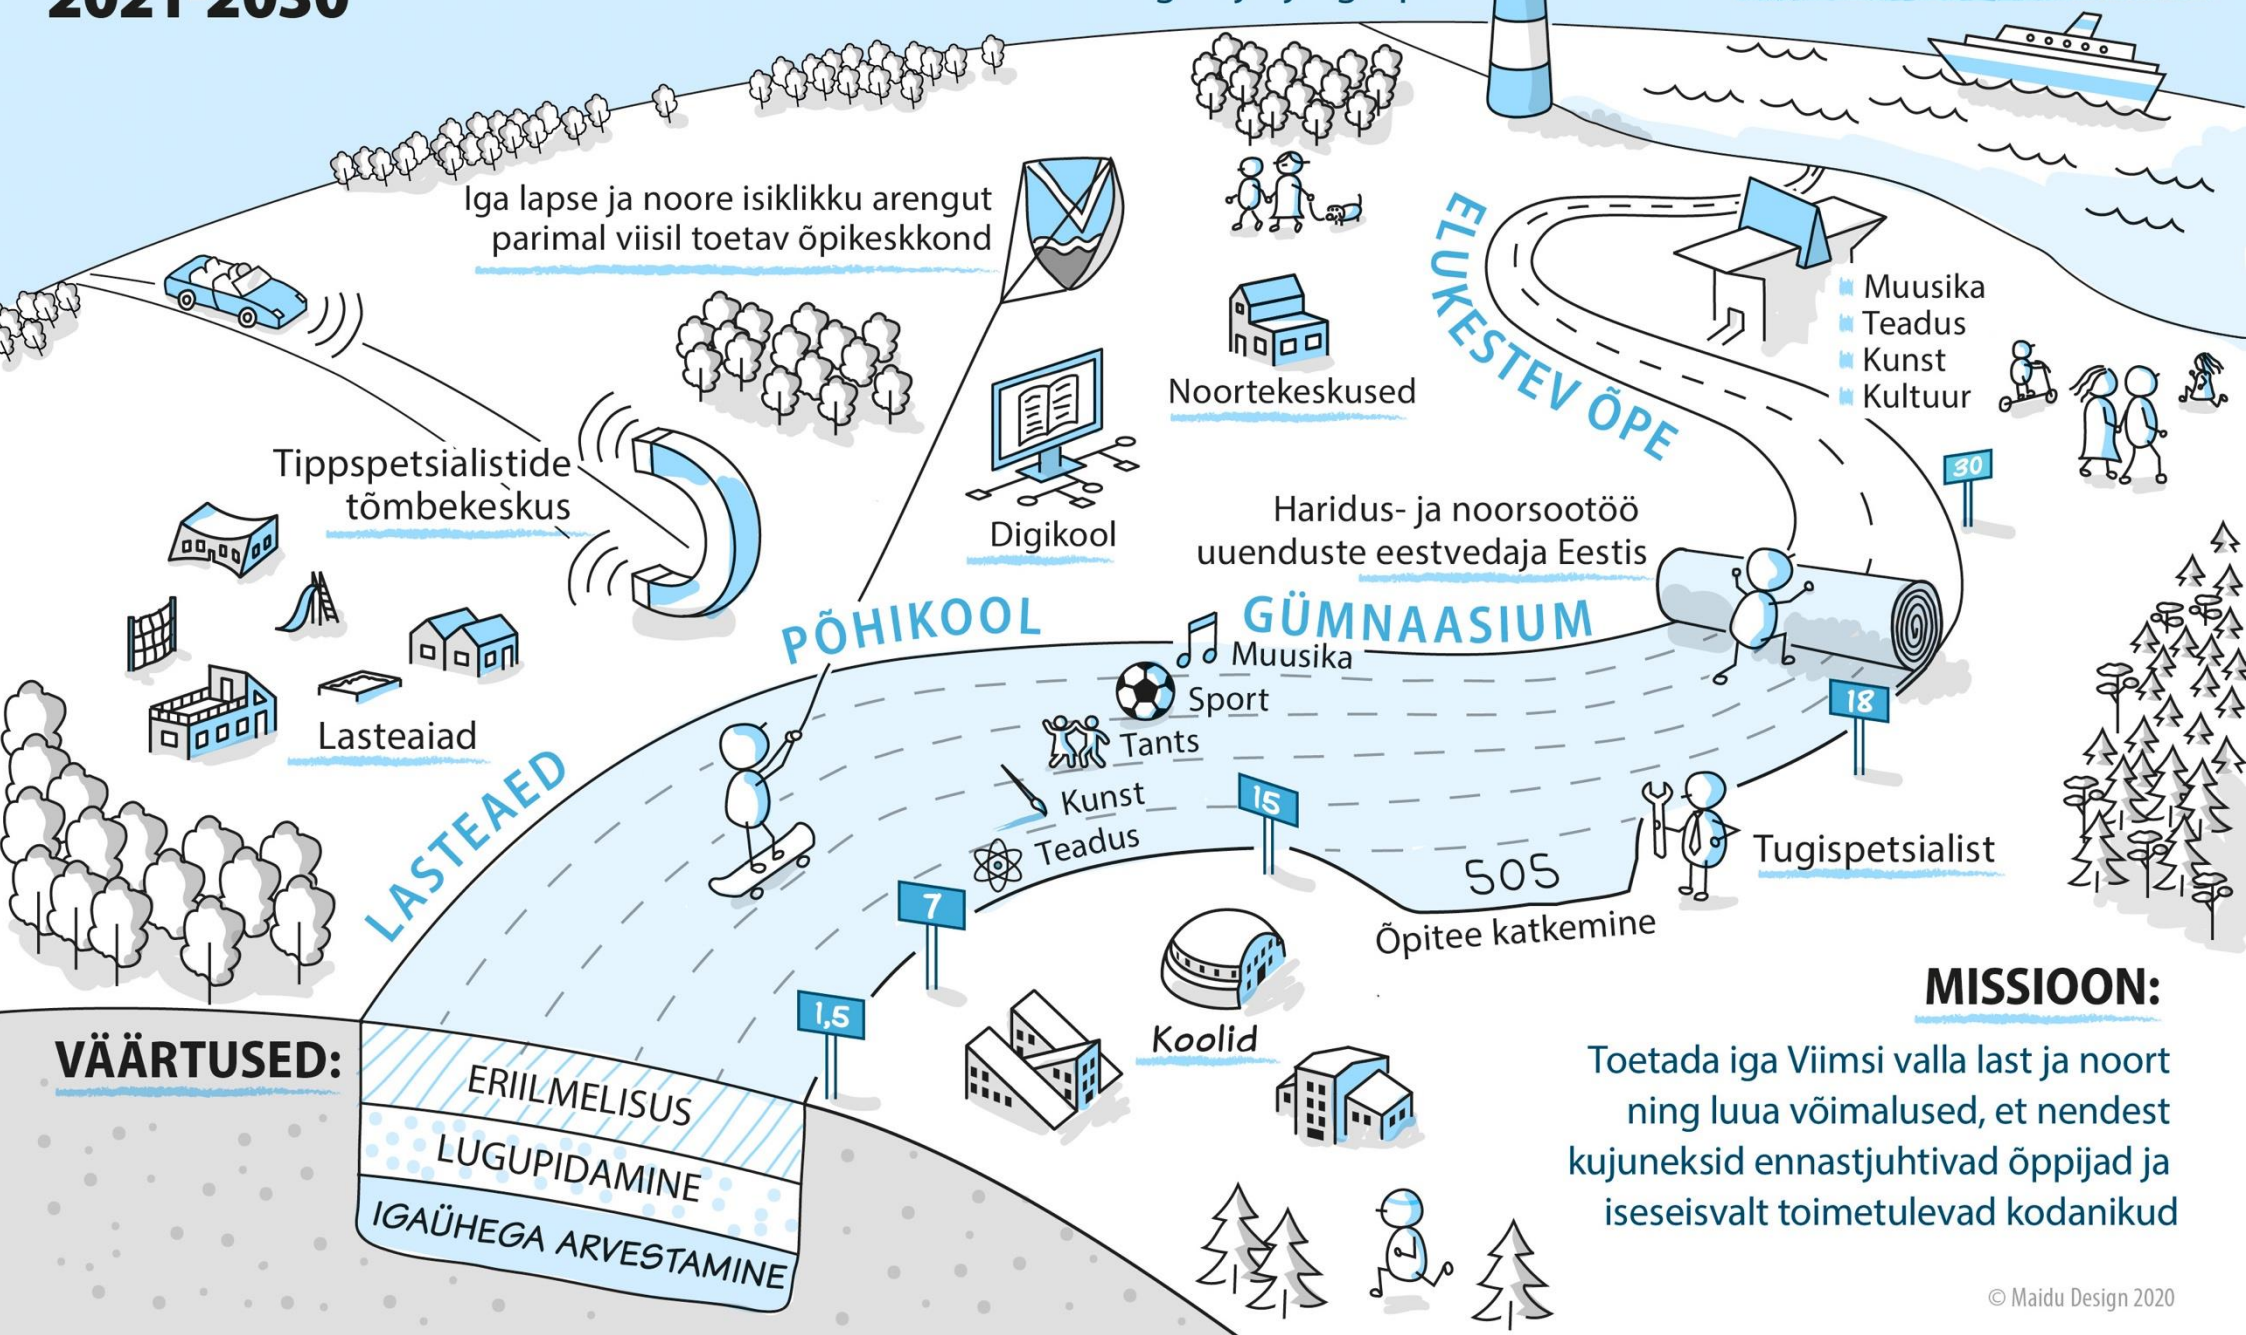 2021-2030
Iga lapse ja noore isiklikku arengut
parimal viisil toetav õpikeskkond
ELUKESTEV ÕPE
Muusika
Teadus
Kunst
Kultuur
Noortekeskused
Tippspetsialistide
tõmbekeskus
30
Digikool
Haridus- ja noorsootöö
uuenduste eestvedaja Eestis
PÕHIKOOL
GÜMNAASIUM
Muusika
Sport
Tants
Kunst
Teadus
18
15
Lasteaiad
LASTEAED
7
SOS
Õpitee katkemine
Tugispetsialist
1,5
Koolid
VÄÄRTUSED:
ERIILMELISUS
LUGUPIDAMINE
IGAÜHEGA ARVESTAMINE
MISSIOON:
Toetada iga Viimsi valla last ja noort
ning luua võimalused, et nendest
kujuneksid ennastjuhtivad õppijad ja
iseseisvalt toimetulevad kodanikud
© Maidu Design 2020